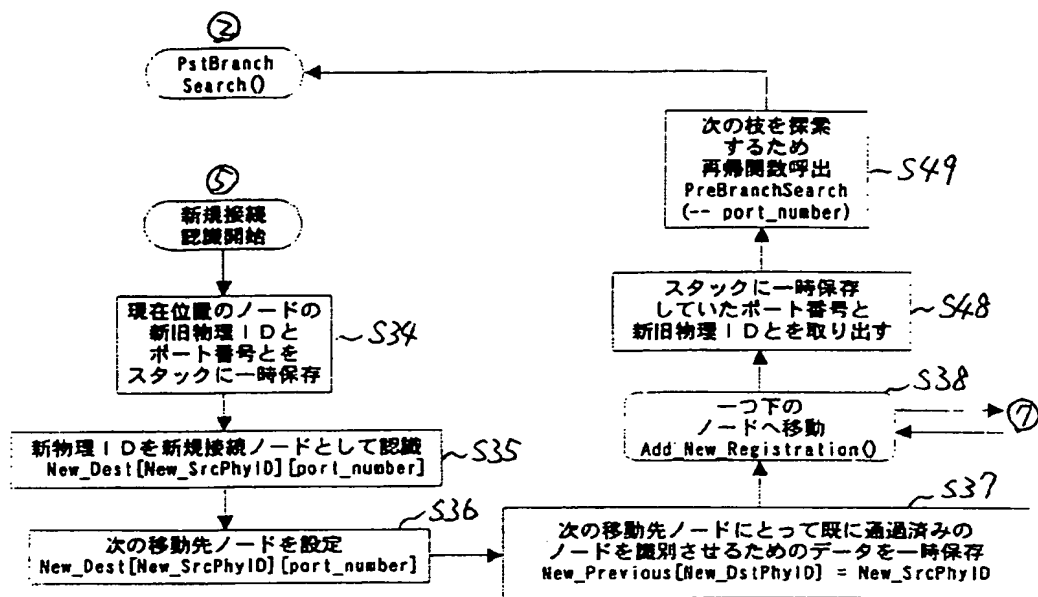 ②
PstBranch
Search()
⑤
新規接続
認識開始
現在位置のノードの
新旧物理IDと
ポート番号とを
スタックに一時保存
S34
新物理IDを新規接続ノードとして認識
New_Dest[New_SrcPhyID][port_number]
S35
次の移動先ノードを設定
New_Dest[New_SrcPhyID][port_number]
S36
次の移動先ノードにとって既に通過済みの
ノードを識別させるためのデータを一時保存
New_Previous[New_DstPhyID] = New_SrcPhyID
S37
一つ下の
ノードへ移動
Add_New_Registration()
S38
⑦
スタックに一時保存
していたポート番号と
新旧物理IDとを取り出す
S48
次の枝を探索
するため
再帰関数呼出
PreBranchSearch
(-- port_number)
S49